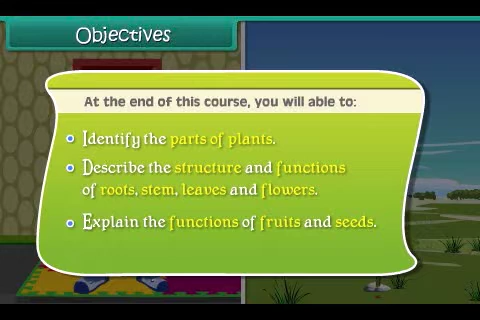 Objectives
At the end of this course, you will able to:
Identify the parts of plants.
Describe the structure and functions
of roots, stem, leaves and flowers.
Explain the functions of fruits and seeds.